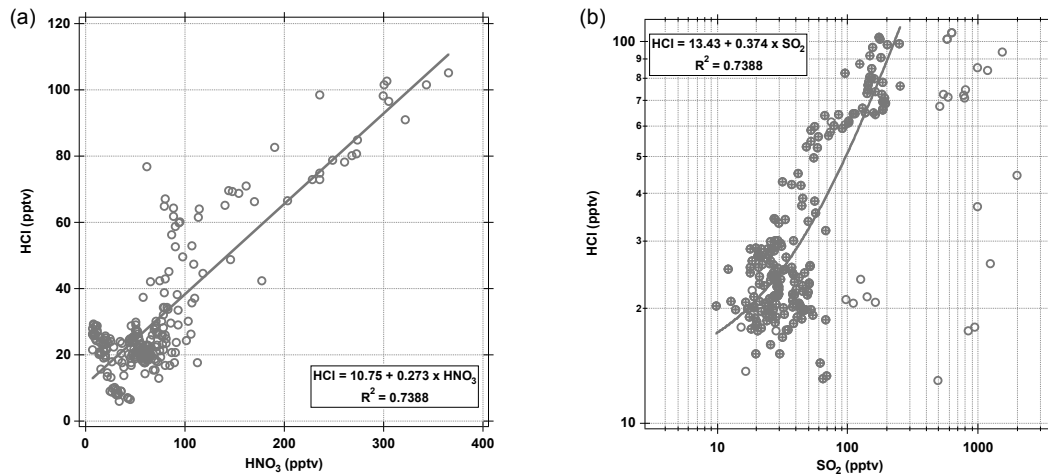 (a)
120
100
80
60
40
20
0
HCl (pptv)
0 100 200 300 400
HNO3 (pptv)
HCl = 10.75 + 0.273 x HNO3
R2 = 0.7388
(b)
HCl = 13.43 + 0.374 x SO2
R2 = 0.7388
100
9
8
7
6
5
4
3
2
10
HCl (pptv)
10 100 1000
SO2 (pptv)